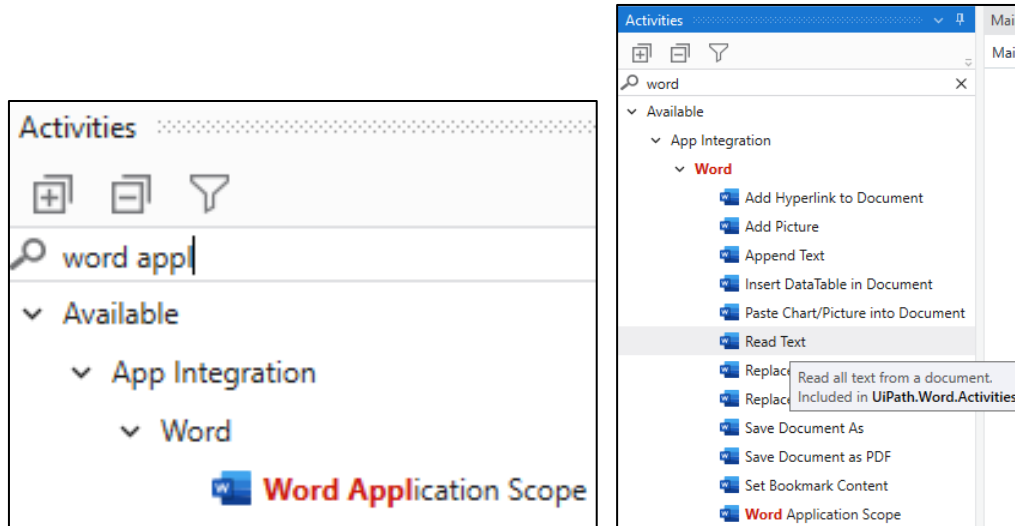 Activities
word appl
Available
App Integration
Word
Word Application Scope
Activities
Mai
Mai
word
Available
App Integration
Word
Add Hyperlink to Document
Add Picture
Append Text
Insert DataTable in Document
Paste Chart/Picture into Document
Read Text
Replace
Read all text from a document.
Replace
Included in UiPath.Word.Activities
Save Document As
Save Document as PDF
Set Bookmark Content
Word Application Scope